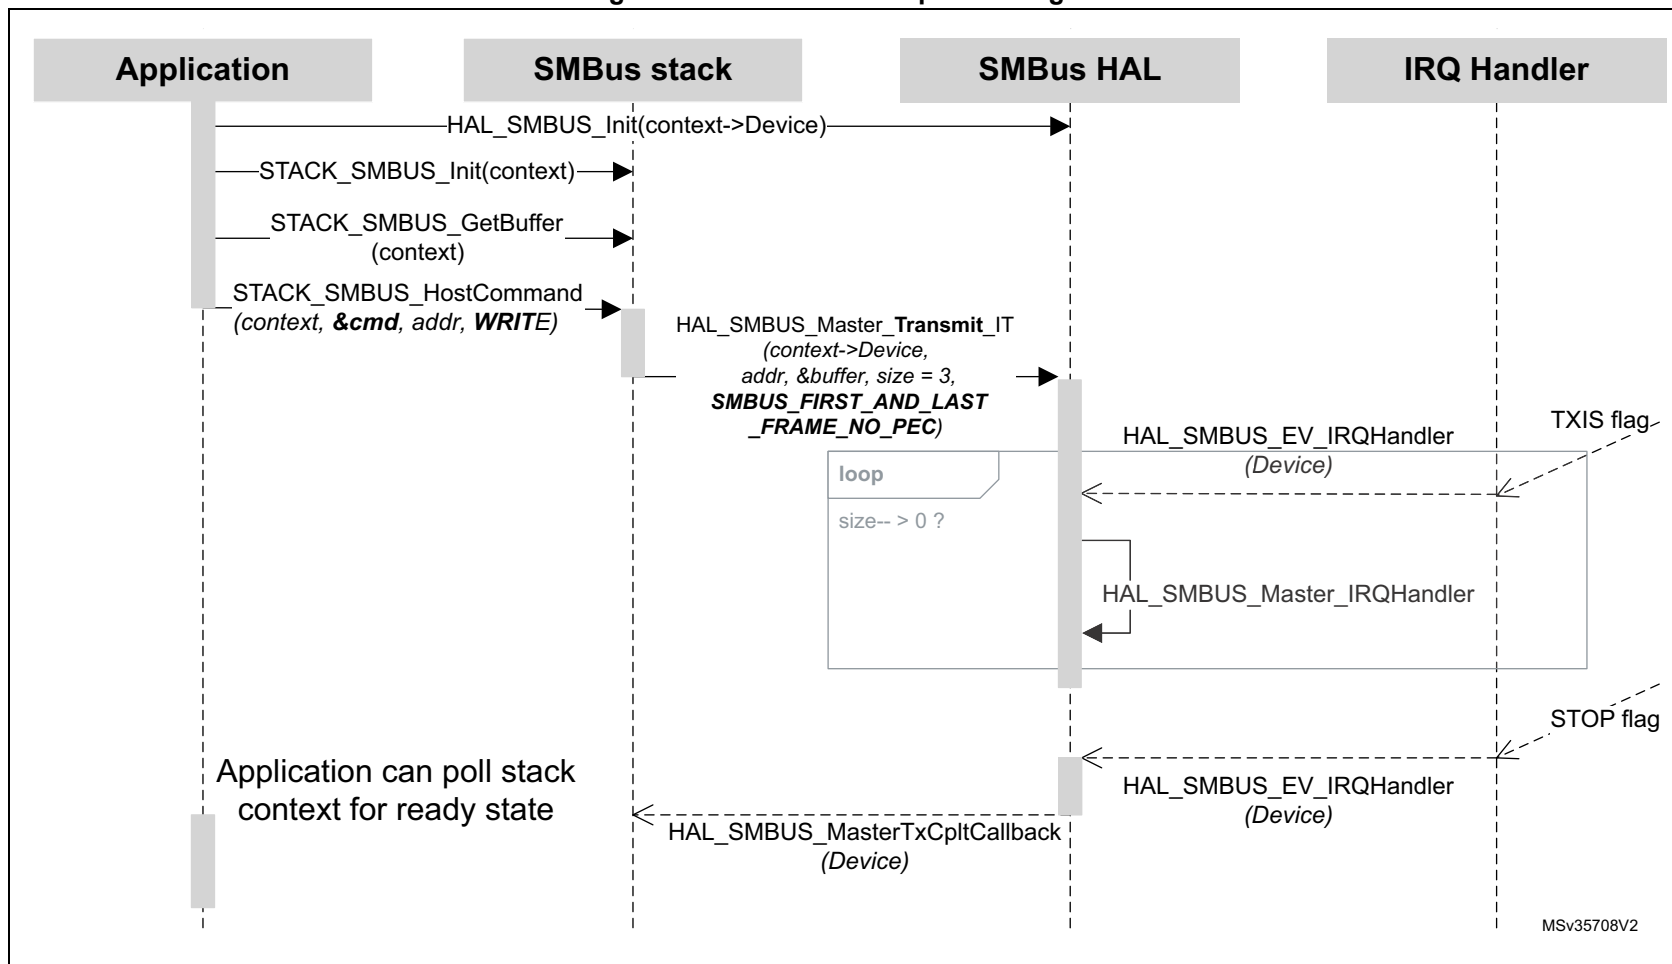 Application
SMBus stack
SMBus HAL
IRQ Handler
HAL_SMBUS_Init(context->Device)
STACK_SMBUS_Init(context)
STACK_SMBUS_GetBuffer
(context)
STACK_SMBUS_HostCommand
(context, &cmd, addr, WRITE)
HAL_SMBUS_Master_Transmit_IT
(context->Device,
addr, &buffer, size = 3,
SMBUS_FIRST_AND_LAST
_FRAME_NO_PEC)
TXIS flag
HAL_SMBUS_EV_IRQHandler
(Device)
loop
size-- > 0 ?
HAL_SMBUS_Master_IRQHandler
STOP flag
HAL_SMBUS_EV_IRQHandler
(Device)
Application can poll stack
context for ready state
HAL_SMBUS_MasterTxCpltCallback
(Device)
MSv35708V2